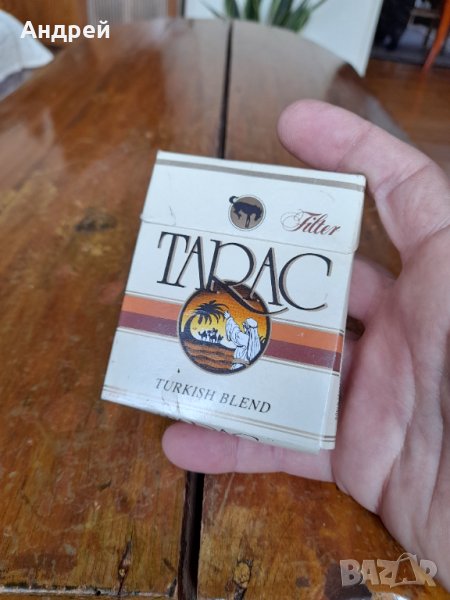 Андрей
Filter
TARAC
TURKISH BLEND
BAZAR